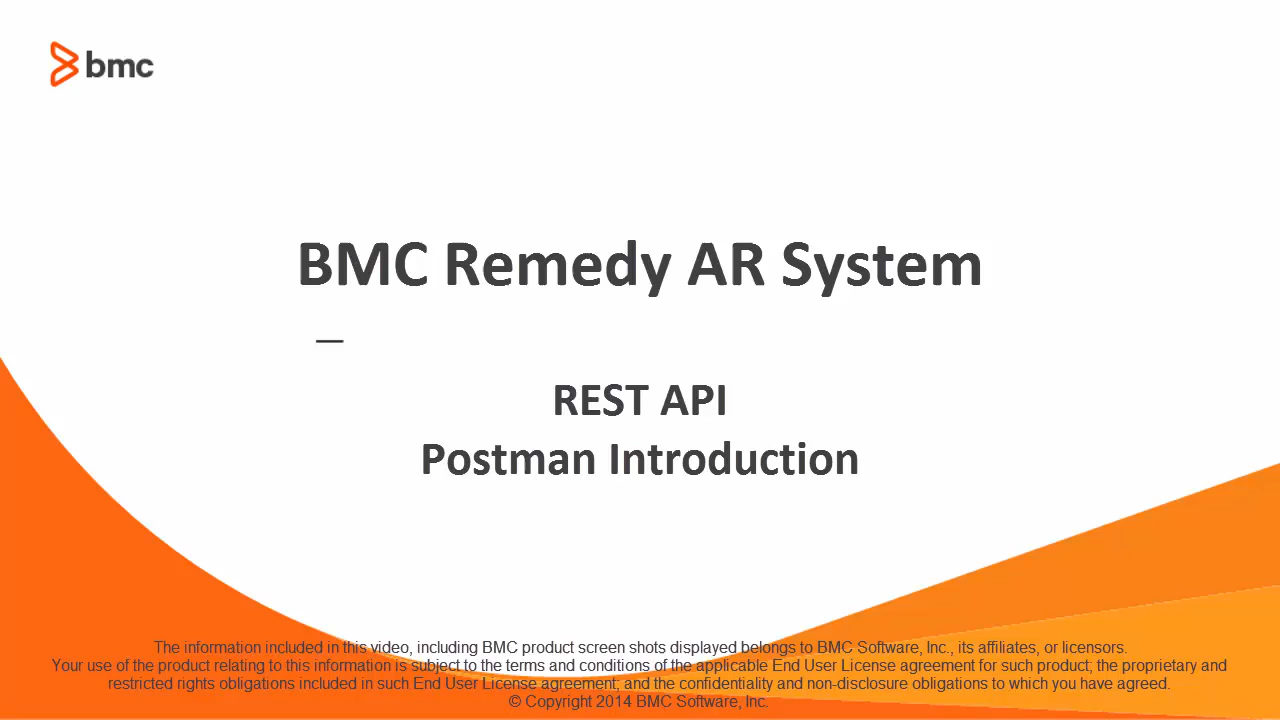 bmc
BMC Remedy AR System
REST API
Postman Introduction
The information included in this video, including BMC product screen shots displayed belongs to BMC Software, Inc., its affiliates, or licensors.
Your use of the product relating to this information is subject to the terms and conditions of the applicable End User License agreement for such product; the proprietary and
restricted rights obligations included in such End User License agreement; and the confidentiality and non-disclosure obligations to which you have agreed.
© Copyright 2014 BMC Software, Inc.